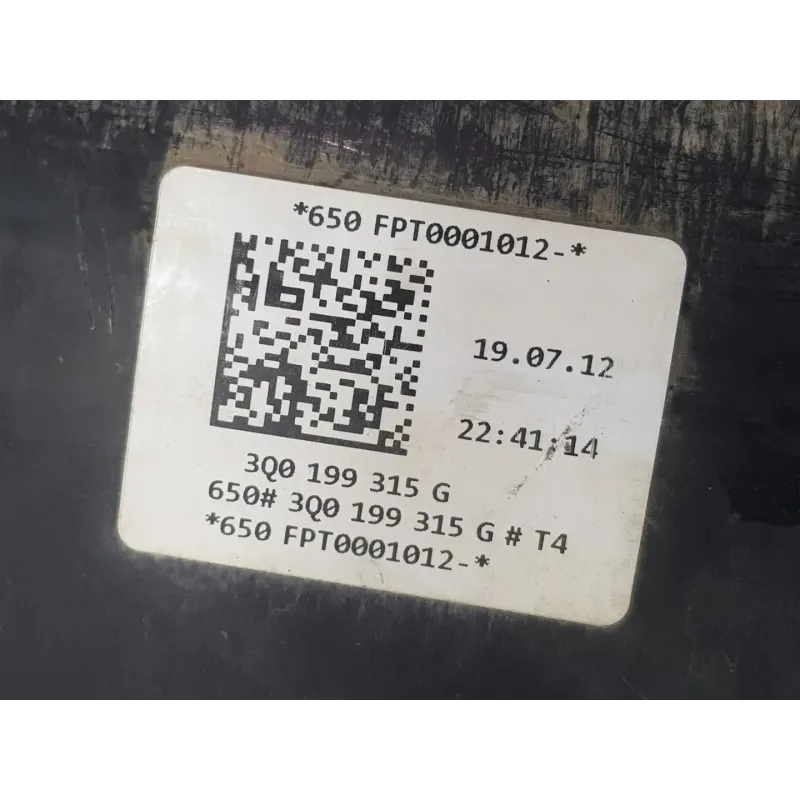 *650 FPT0001012-*
19.07.12
22:41:14
3Q0 199 315 G
650# 3Q0 199 315 G # T4
*650 FPT0001012-*